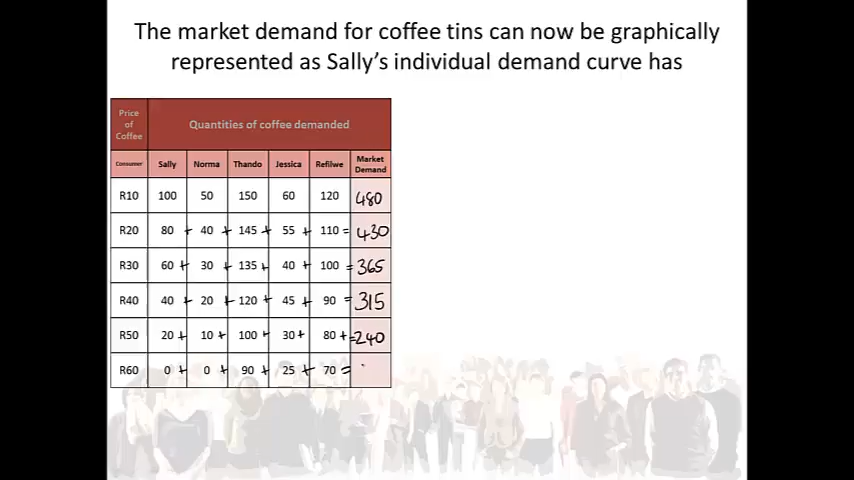 The market demand for coffee tins can now be graphically
represented as Sally's individual demand curve has
Price of Coffee Quantities of coffee demanded
Consumer Sally Norma Thando Jessica Refilwe Market Demand
R10 100 50 150 60 120 480
R20 80 + 40 + 145 + 55 + 110 = 430
R30 60 + 30 + 135 + 40 + 100 = 365
R40 40 + 20 + 120 + 45 + 90 = 315
R50 20 + 10 + 100 + 30 + 80 + = 240
R60 0 + 0 + 90 + 25 + 70 =